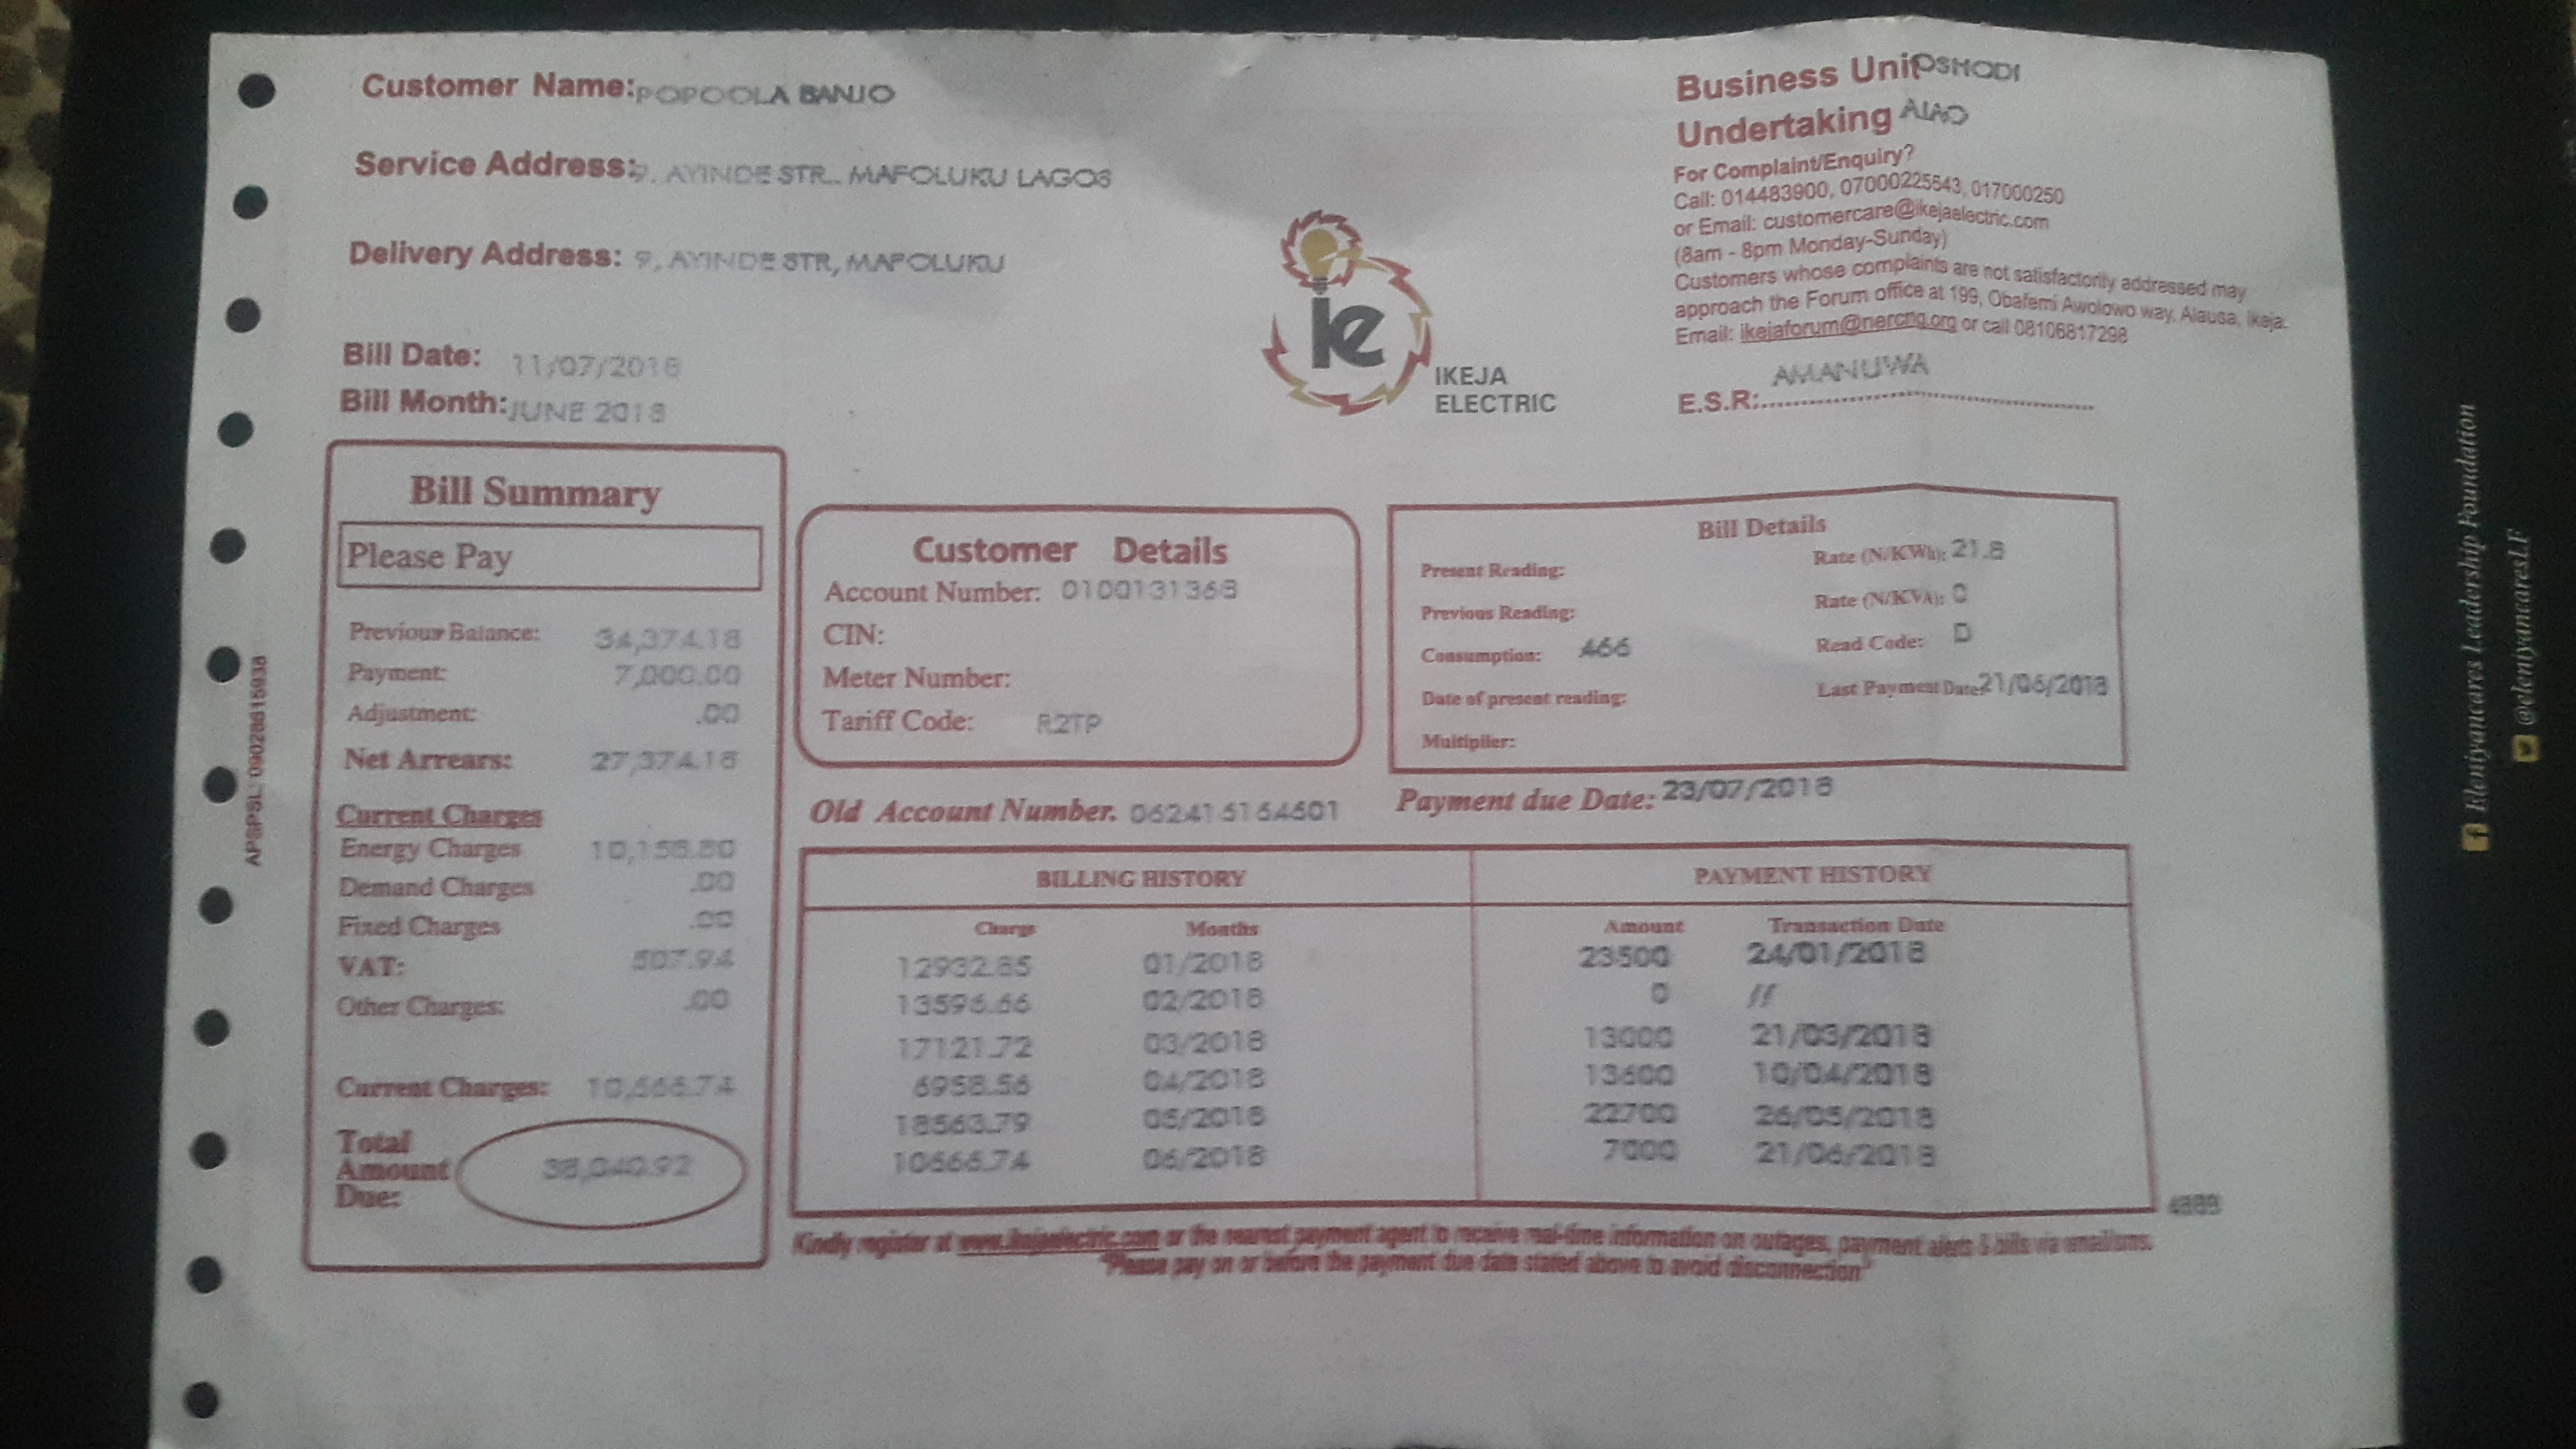 Customer Name: POPOOLA BANJO
Service Address: 9, AYINDE STR.. MAFOLUKU LAGOS
Delivery Address: 9, AYINDE STR, MAFOLUKU
Bill Date: 11/07/2018
Bill Month: JUNE 2018
Business Unit OSHODI
Undertaking AJAO
For Complaint/Enquiry?
Call: 014483900, 07000225543, 017000250
or Email: customercare@ikejaelectric.com
(8am - 8pm Monday-Sunday)
Customers whose complaints are not satisfactorily addressed may
approach the Forum office at 199, Obafemi Awolowo way, Alausa, Ikeja.
Email: ikejaforum@nercng.org or call 08106817298
E.S.R: AMANUWA
ie
IKEJA
ELECTRIC
Bill Summary
Please Pay
Previous Balance: 34,374.18
Payment: 7,000.00
Adjustment: .00
Net Arrears: 27,374.18
Current Charges
Energy Charges 10,158.80
Demand Charges .00
Fixed Charges .00
VAT: 507.94
Other Charges: .00
Current Charges: 10,666.74
Total
Amount
Due: 38,040.92
Customer Details
Account Number: 0100131368
CIN:
Meter Number:
Tariff Code: R2TP
Bill Details
Present Reading:
Rate (N/KWh): 21.8
Previous Reading:
Rate (N/KVA): 0
Consumption: 466
Read Code: D
Date of present reading:
Last Payment Date: 21/06/2018
Multiplier:
Old Account Number. 062415164601
Payment due Date: 23/07/2018
BILLING HISTORY
Charge Months
12932.85 01/2018
13596.66 02/2018
17121.72 03/2018
6958.56 04/2018
18563.79 05/2018
10666.74 06/2018
PAYMENT HISTORY
Amount Transaction Date
23500 24/01/2018
0 //
13000 21/03/2018
13600 10/04/2018
22700 26/05/2018
7000 21/06/2018
Kindly register at www.ikejaelectric.com or the nearest payment agent to receive real-time information on outages, payment alerts & bills via email/sms.
"Please pay on or before the payment due date stated above to avoid disconnection"
APSPSL: 09028615938
Eleniyancares Leadership Foundation
@eleniyancaresLF